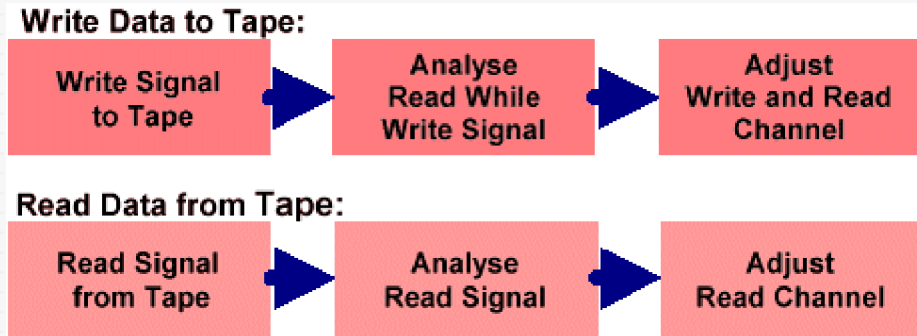 Write Data to Tape:
Write Signal
to Tape
Analyse
Read While
Write Signal
Adjust
Write and Read
Channel
Read Data from Tape:
Read Signal
from Tape
Analyse
Read Signal
Adjust
Read Channel